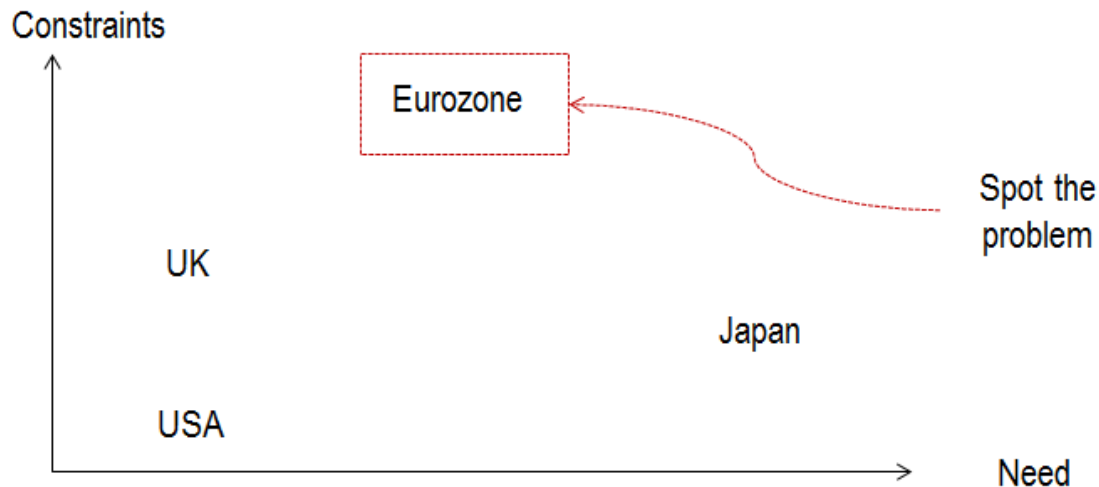 Constraints
Eurozone
Spot the
problem
UK
Japan
USA
Need